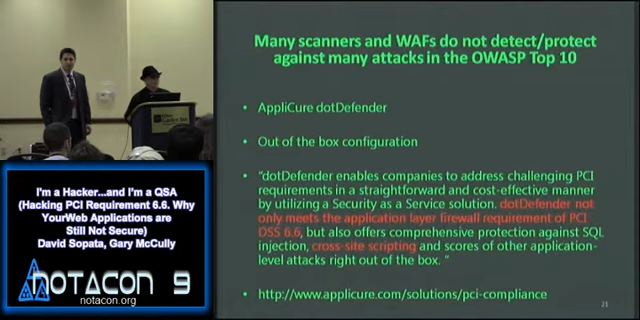 Many scanners and WAFs do not detect/protect
against many attacks in the OWASP Top 10
• AppliCure dotDefender
• Out of the box configuration
• "dotDefender enables companies to address challenging PCI
requirements in a straightforward and cost-effective manner
by utilizing a Security as a Service solution. dotDefender not
only meets the application layer firewall requirement of PCI
DSS 6.6, but also offers comprehensive protection against SQL
injection, cross-site scripting and scores of other application-
level attacks right out of the box. "
• http://www.applicure.com/solutions/pci-compliance
21
I'm a Hacker...and I'm a QSA
(Hacking PCI Requirement 6.6. Why
YourWeb Applications are
Still Not Secure)
David Sopata, Gary McCully
NOTACON 9
notacon.org